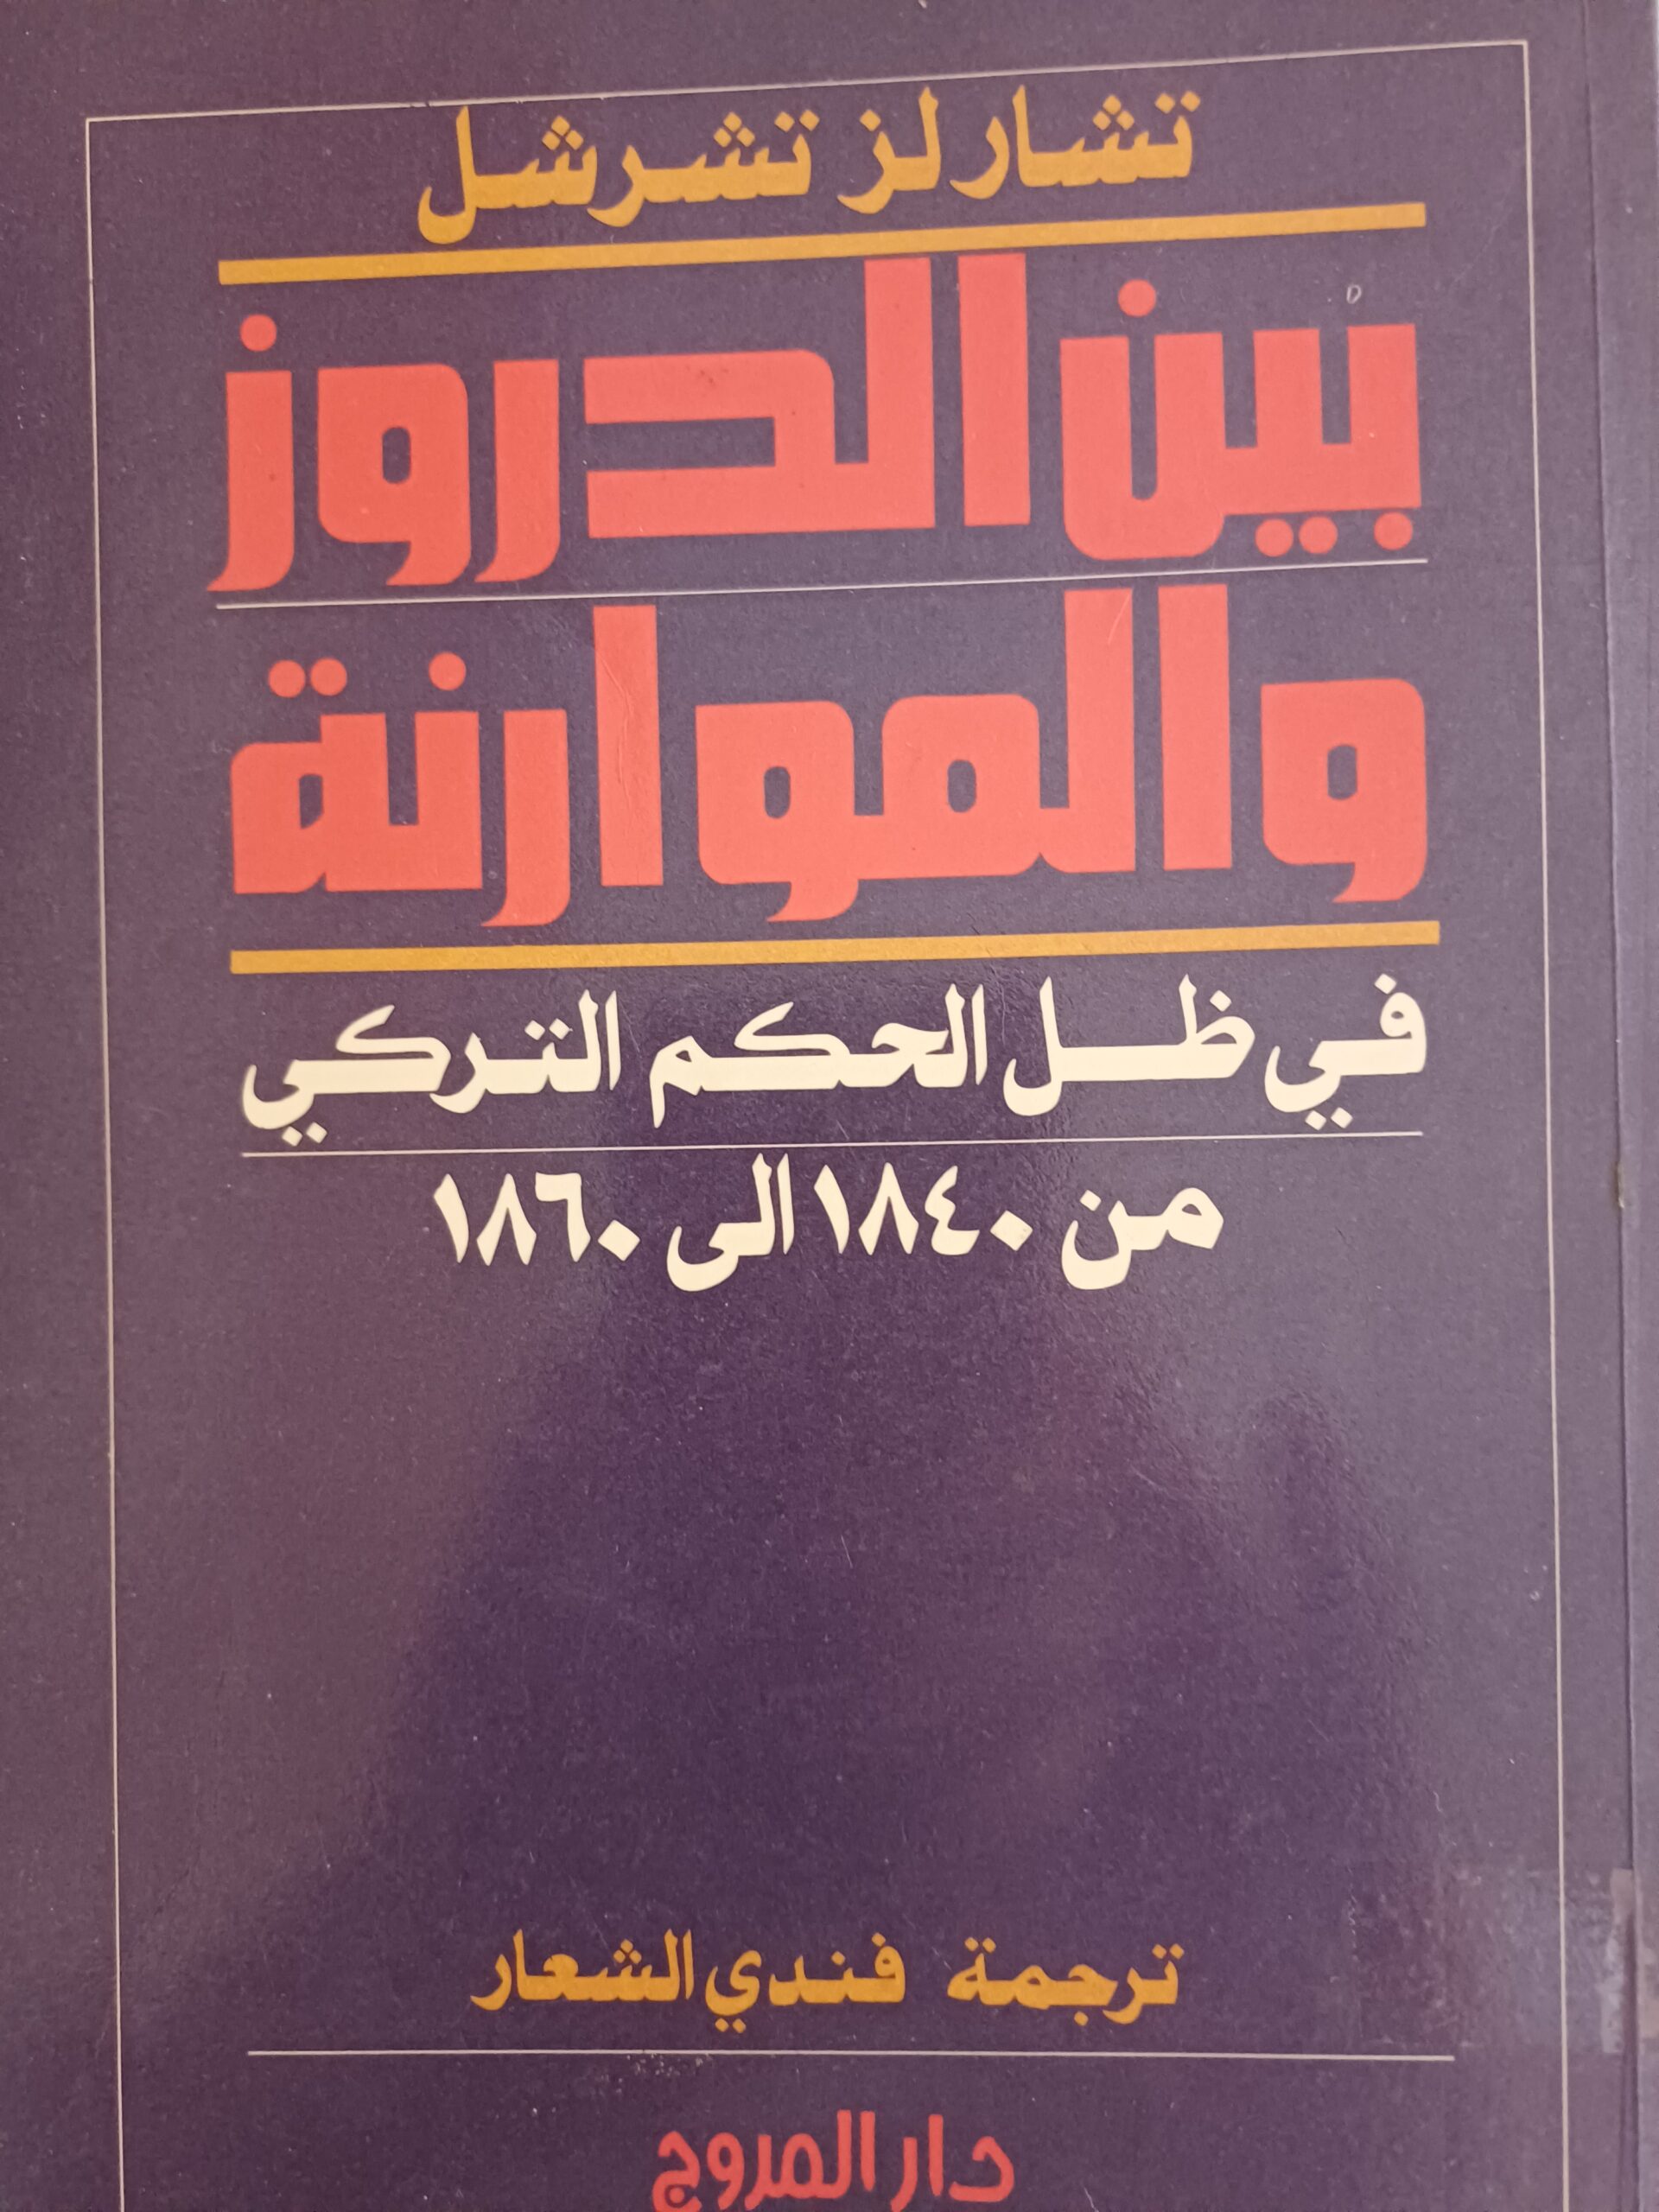 تشارلز تشرشل
بين الدروز
والموارنة
في ظل الحكم التركي
من ١٨٤٠ الى ١٨٦٠
ترجمة فندي الشعار
دار المروج